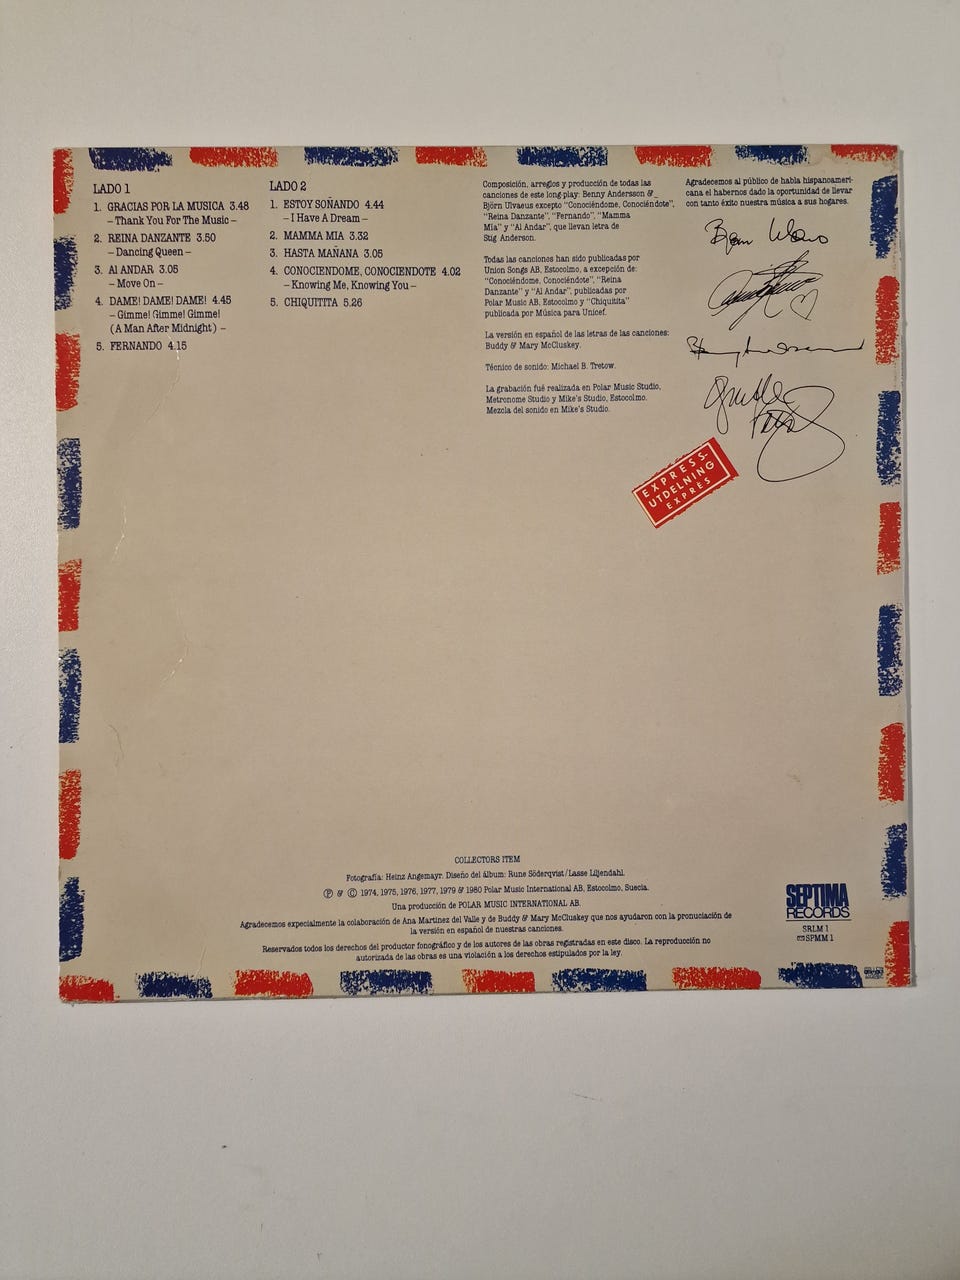 LADO 1
1. GRACIAS POR LA MUSICA 3.48
– Thank You For The Music –
2. REINA DANZANTE 3.50
– Dancing Queen –
3. Al ANDAR 3.05
– Move On –
4. DAME! DAME! DAME! 4.45
– Gimme! Gimme! Gimme!
(A Man After Midnight) –
5. FERNANDO 4.15
LADO 2
1. ESTOY SOÑANDO 4.44
– I Have A Dream –
2. MAMMA MIA 3.32
3. HASTA MAÑANA 3.05
4. CONOCIENDOME, CONOCIENDOTE 4.02
– Knowing Me, Knowing You –
5. CHIQUITITA 5.26
Composición, arreglos y producción de todas las
canciones de este long play: Benny Andersson &
Björn Ulvaeus excepto "Conociéndome, Conociéndote",
"Reina Danzante", "Fernando", "Mamma
Mia" y "Al Andar", que llevan letra de
Stig Anderson.
Todas las canciones han sido publicadas por
Union Songs AB, Estocolmo, a excepción de:
"Conociéndome, Conociéndote", "Reina
Danzante" y "Al Andar", publicadas por
Polar Music AB, Estocolmo y "Chiquitita"
publicada por Música para Unicef.
La versión en español de las letras de las canciones:
Buddy & Mary McCluskey.
Técnico de sonido: Michael B. Tretow.
La grabación fué realizada en Polar Music Studio,
Metronome Studio y Mike's Studio, Estocolmo.
Mezcla del sonido en Mike's Studio.
Agradecemos al público de habla hispanoameri-
cana el habernos dado la oportunidad de llevar
con tanto éxito nuestra música a sus hogares.
EXPRESS-
UTDELNING
EXPRÈS
COLLECTORS ITEM
Fotografía: Heinz Angemayr. Diseño del álbum: Rune Söderqvist/Lasse Liljendahl.
Ⓟ & Ⓒ 1974, 1975, 1976, 1977, 1979 & 1980 Polar Music International AB, Estocolmo, Suecia.
Una producción de POLAR MUSIC INTERNATIONAL AB.
Agradecemos expecialmente la colaboración de Ana Martinez del Valle y de Buddy & Mary McCluskey que nos ayudaron con la pronuciación de
la versión en español de nuestras canciones.
Reservados todos los derechos del productor fonográfico y de los autores de las obras registradas en este disco. La reproducción no
autorizada de las obras es una violación a los derechos estipulados por la ley.
SEPTIMA
RECORDS
SRLM 1
SPMM 1